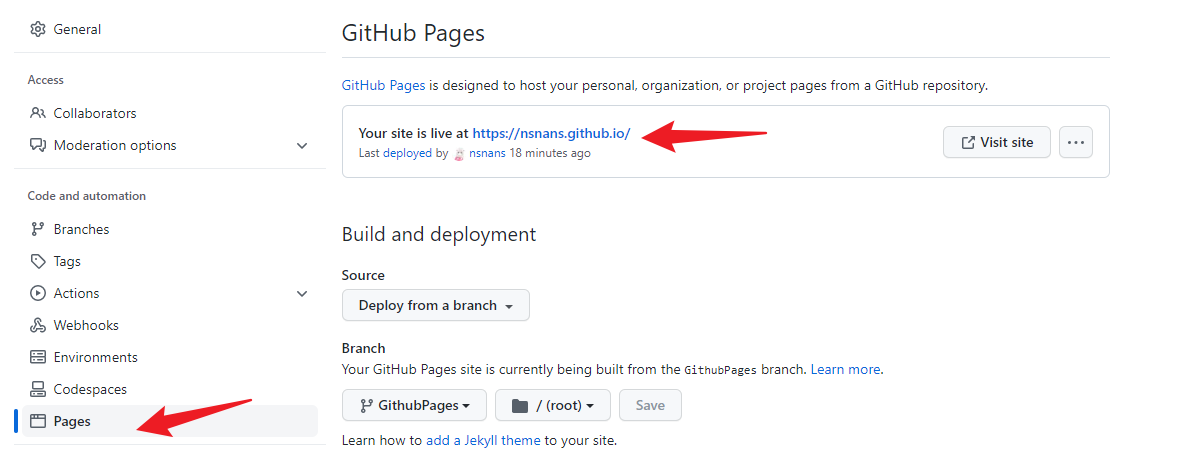 General
Access
Collaborators
Moderation options
Code and automation
Branches
Tags
Actions
Webhooks
Environments
Codespaces
Pages
GitHub Pages
GitHub Pages is designed to host your personal, organization, or project pages from a GitHub repository.
Your site is live at https://nsnans.github.io/
Last deployed by nsnans 18 minutes ago
Visit site
Build and deployment
Source
Deploy from a branch
Branch
Your GitHub Pages site is currently being built from the GithubPages branch. Learn more.
GithubPages / (root) Save
Learn how to add a Jekyll theme to your site.